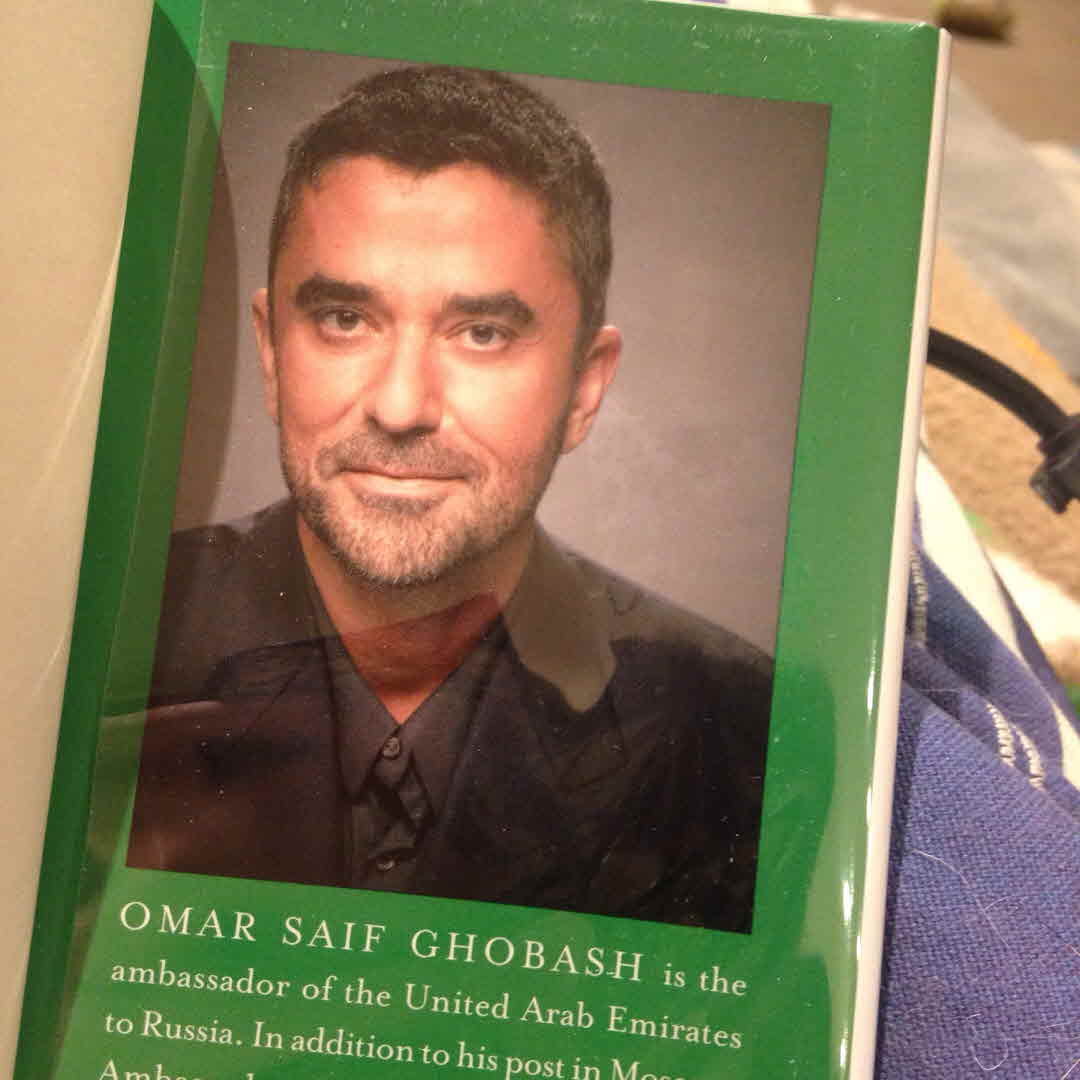 OMAR SAIF GHOBASH is the
ambassador of the United Arab Emirates
to Russia. In addition to his post in